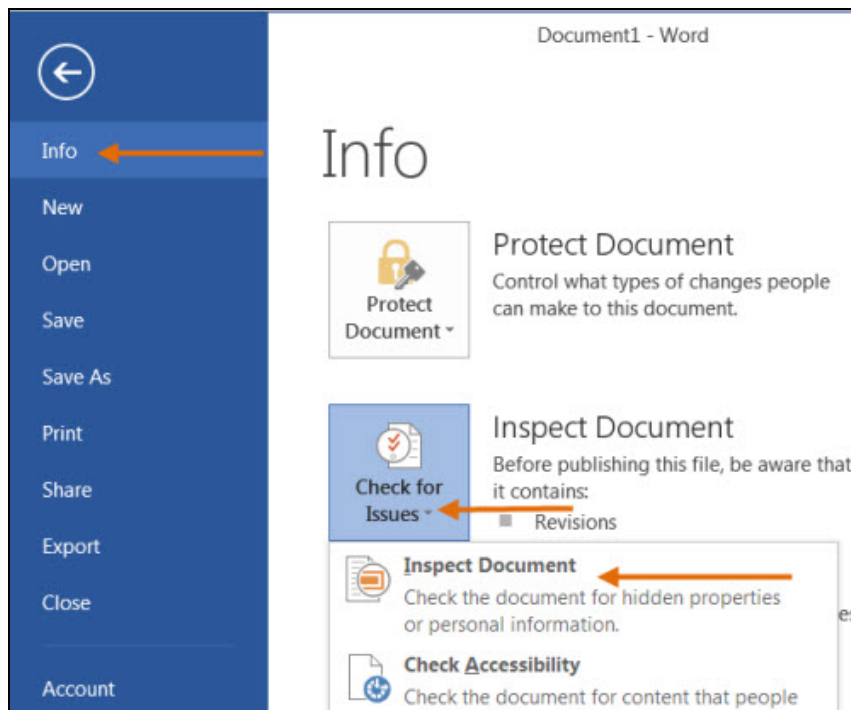 Document1 - Word
Info
New
Open
Save
Save As
Print
Share
Export
Close
Account
Info
Protect
Document
Protect Document
Control what types of changes people
can make to this document.
Check for
Issues
Inspect Document
Before publishing this file, be aware that
it contains:
Revisions
Inspect Document
Check the document for hidden properties
or personal information.
Check Accessibility
Check the document for content that people